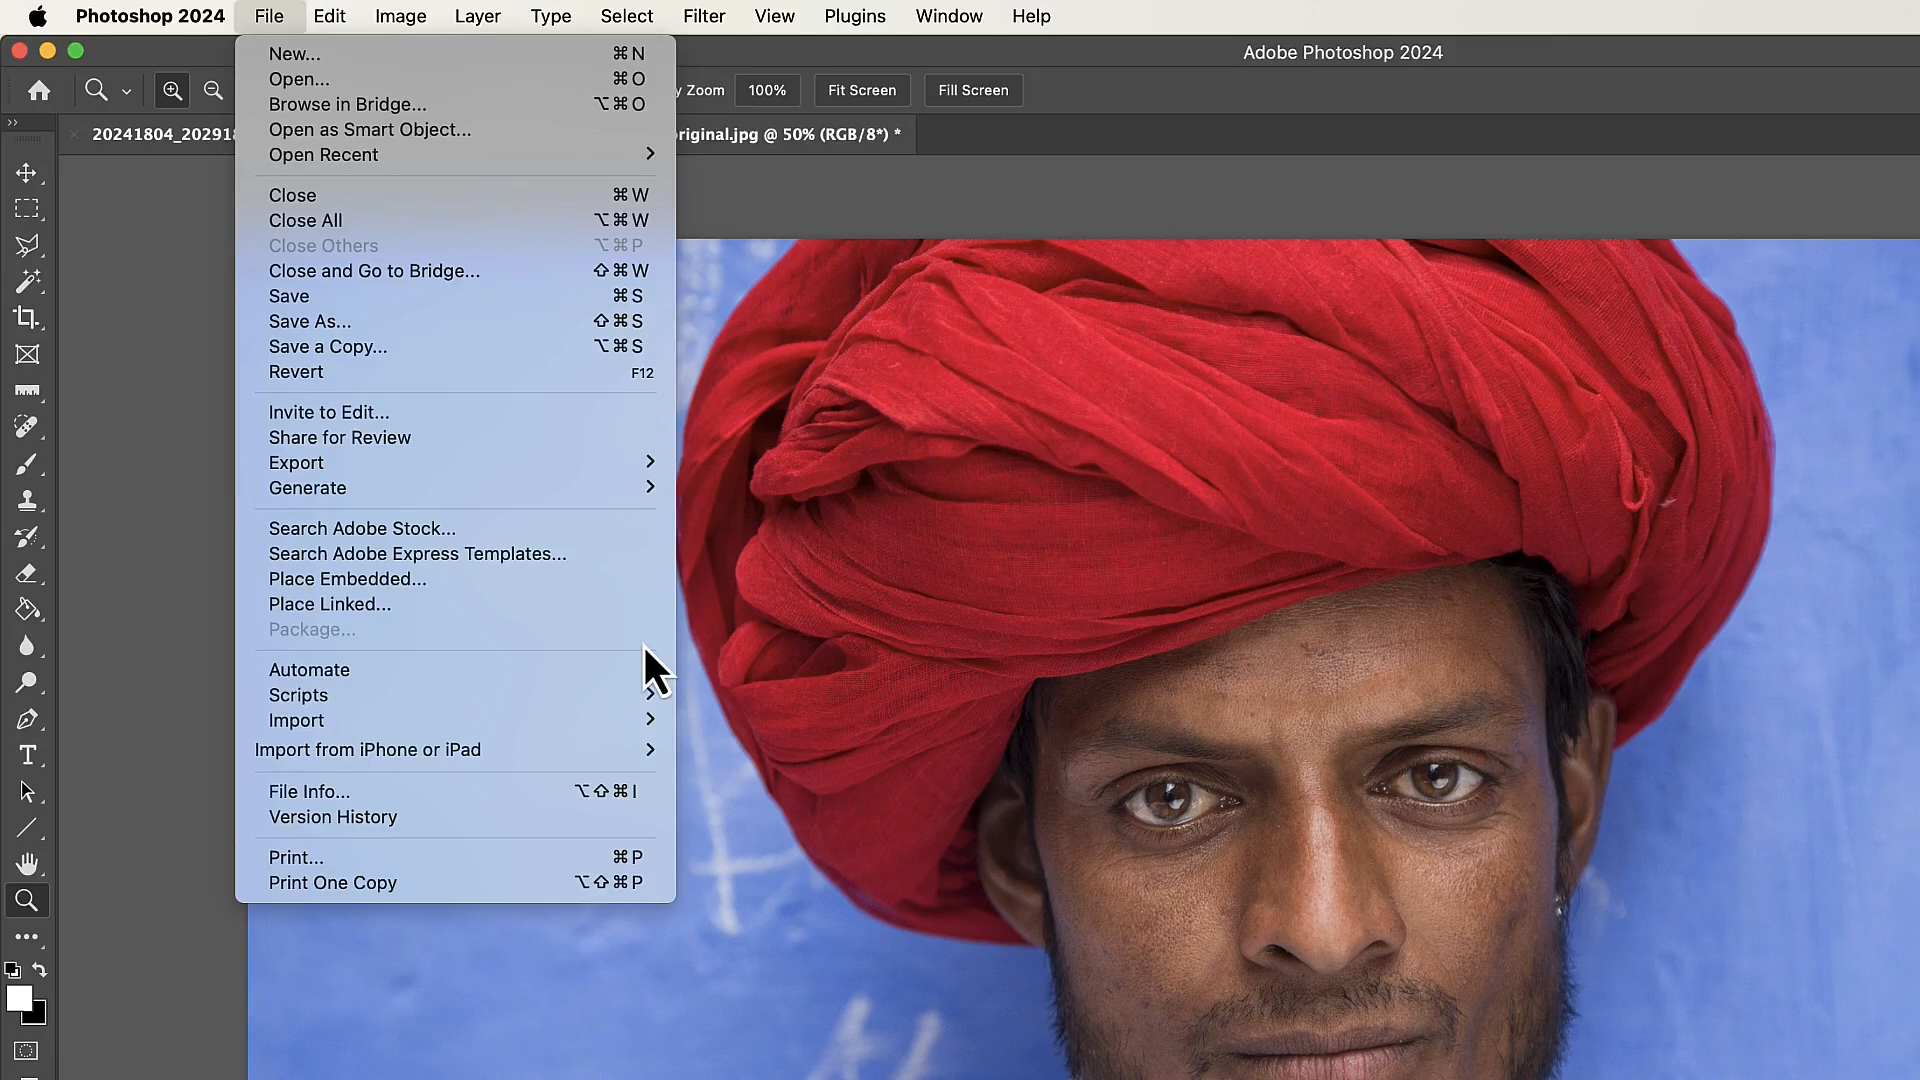 Photoshop 2024 File Edit Image Layer Type Select Filter View Plugins Window Help
Adobe Photoshop 2024
Zoom 100% Fit Screen Fill Screen
riginal.jpg @ 50% (RGB/8*) *
New... ⌘N
Open... ⌘O
Browse in Bridge... ⌥⌘O
Open as Smart Object...
Open Recent
Close ⌘W
Close All ⌥⌘W
Close Others ⌥⌘P
Close and Go to Bridge... ⇧⌘W
Save ⌘S
Save As... ⇧⌘S
Save a Copy... ⌥⌘S
Revert F12
Invite to Edit...
Share for Review
Export
Generate
Search Adobe Stock...
Search Adobe Express Templates...
Place Embedded...
Place Linked...
Package...
Automate
Scripts
Import
Import from iPhone or iPad
File Info... ⌥⇧⌘I
Version History
Print... ⌘P
Print One Copy ⌥⇧⌘P